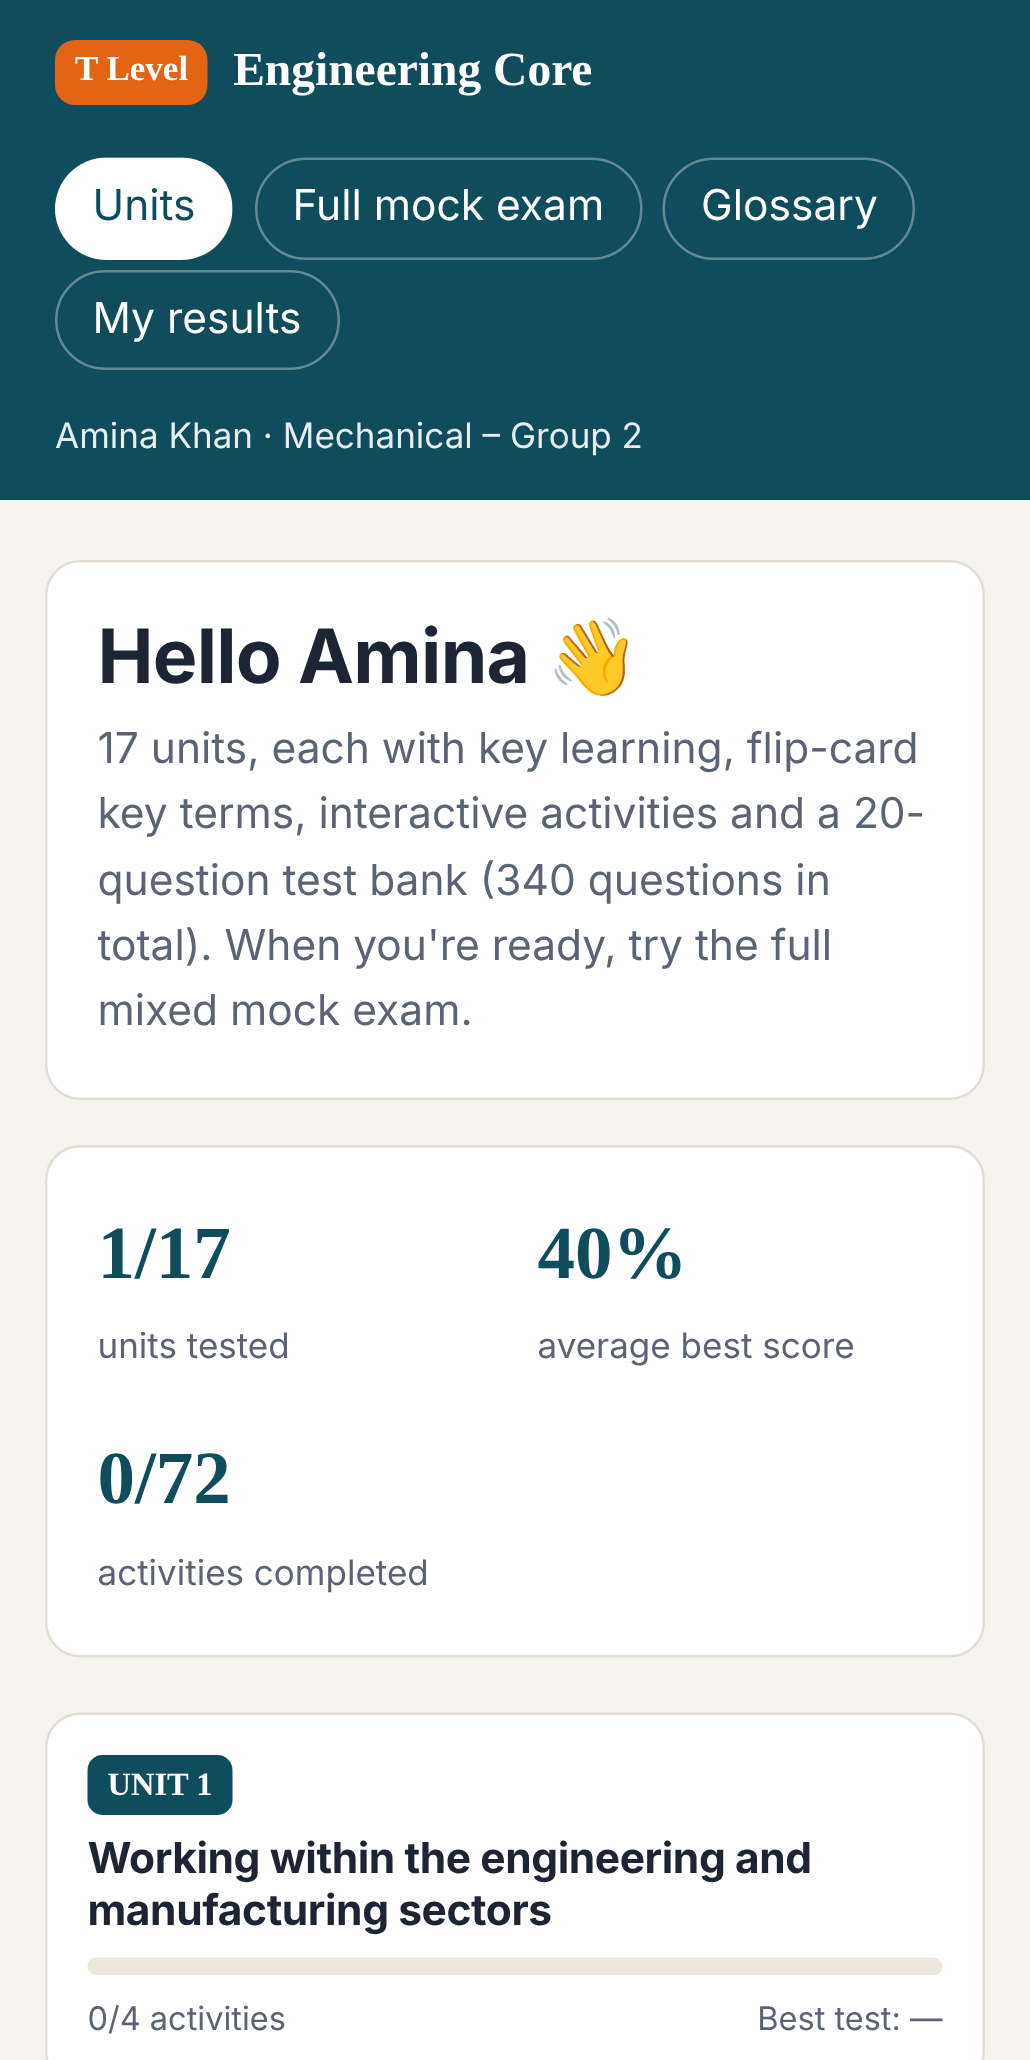 T Level Engineering Core
Units Full mock exam Glossary
My results
Amina Khan · Mechanical – Group 2
Hello Amina 👋
17 units, each with key learning, flip-card
key terms, interactive activities and a 20-
question test bank (340 questions in
total). When you're ready, try the full
mixed mock exam.
1/17 40%
units tested average best score
0/72
activities completed
UNIT 1
Working within the engineering and
manufacturing sectors
0/4 activities Best test: —